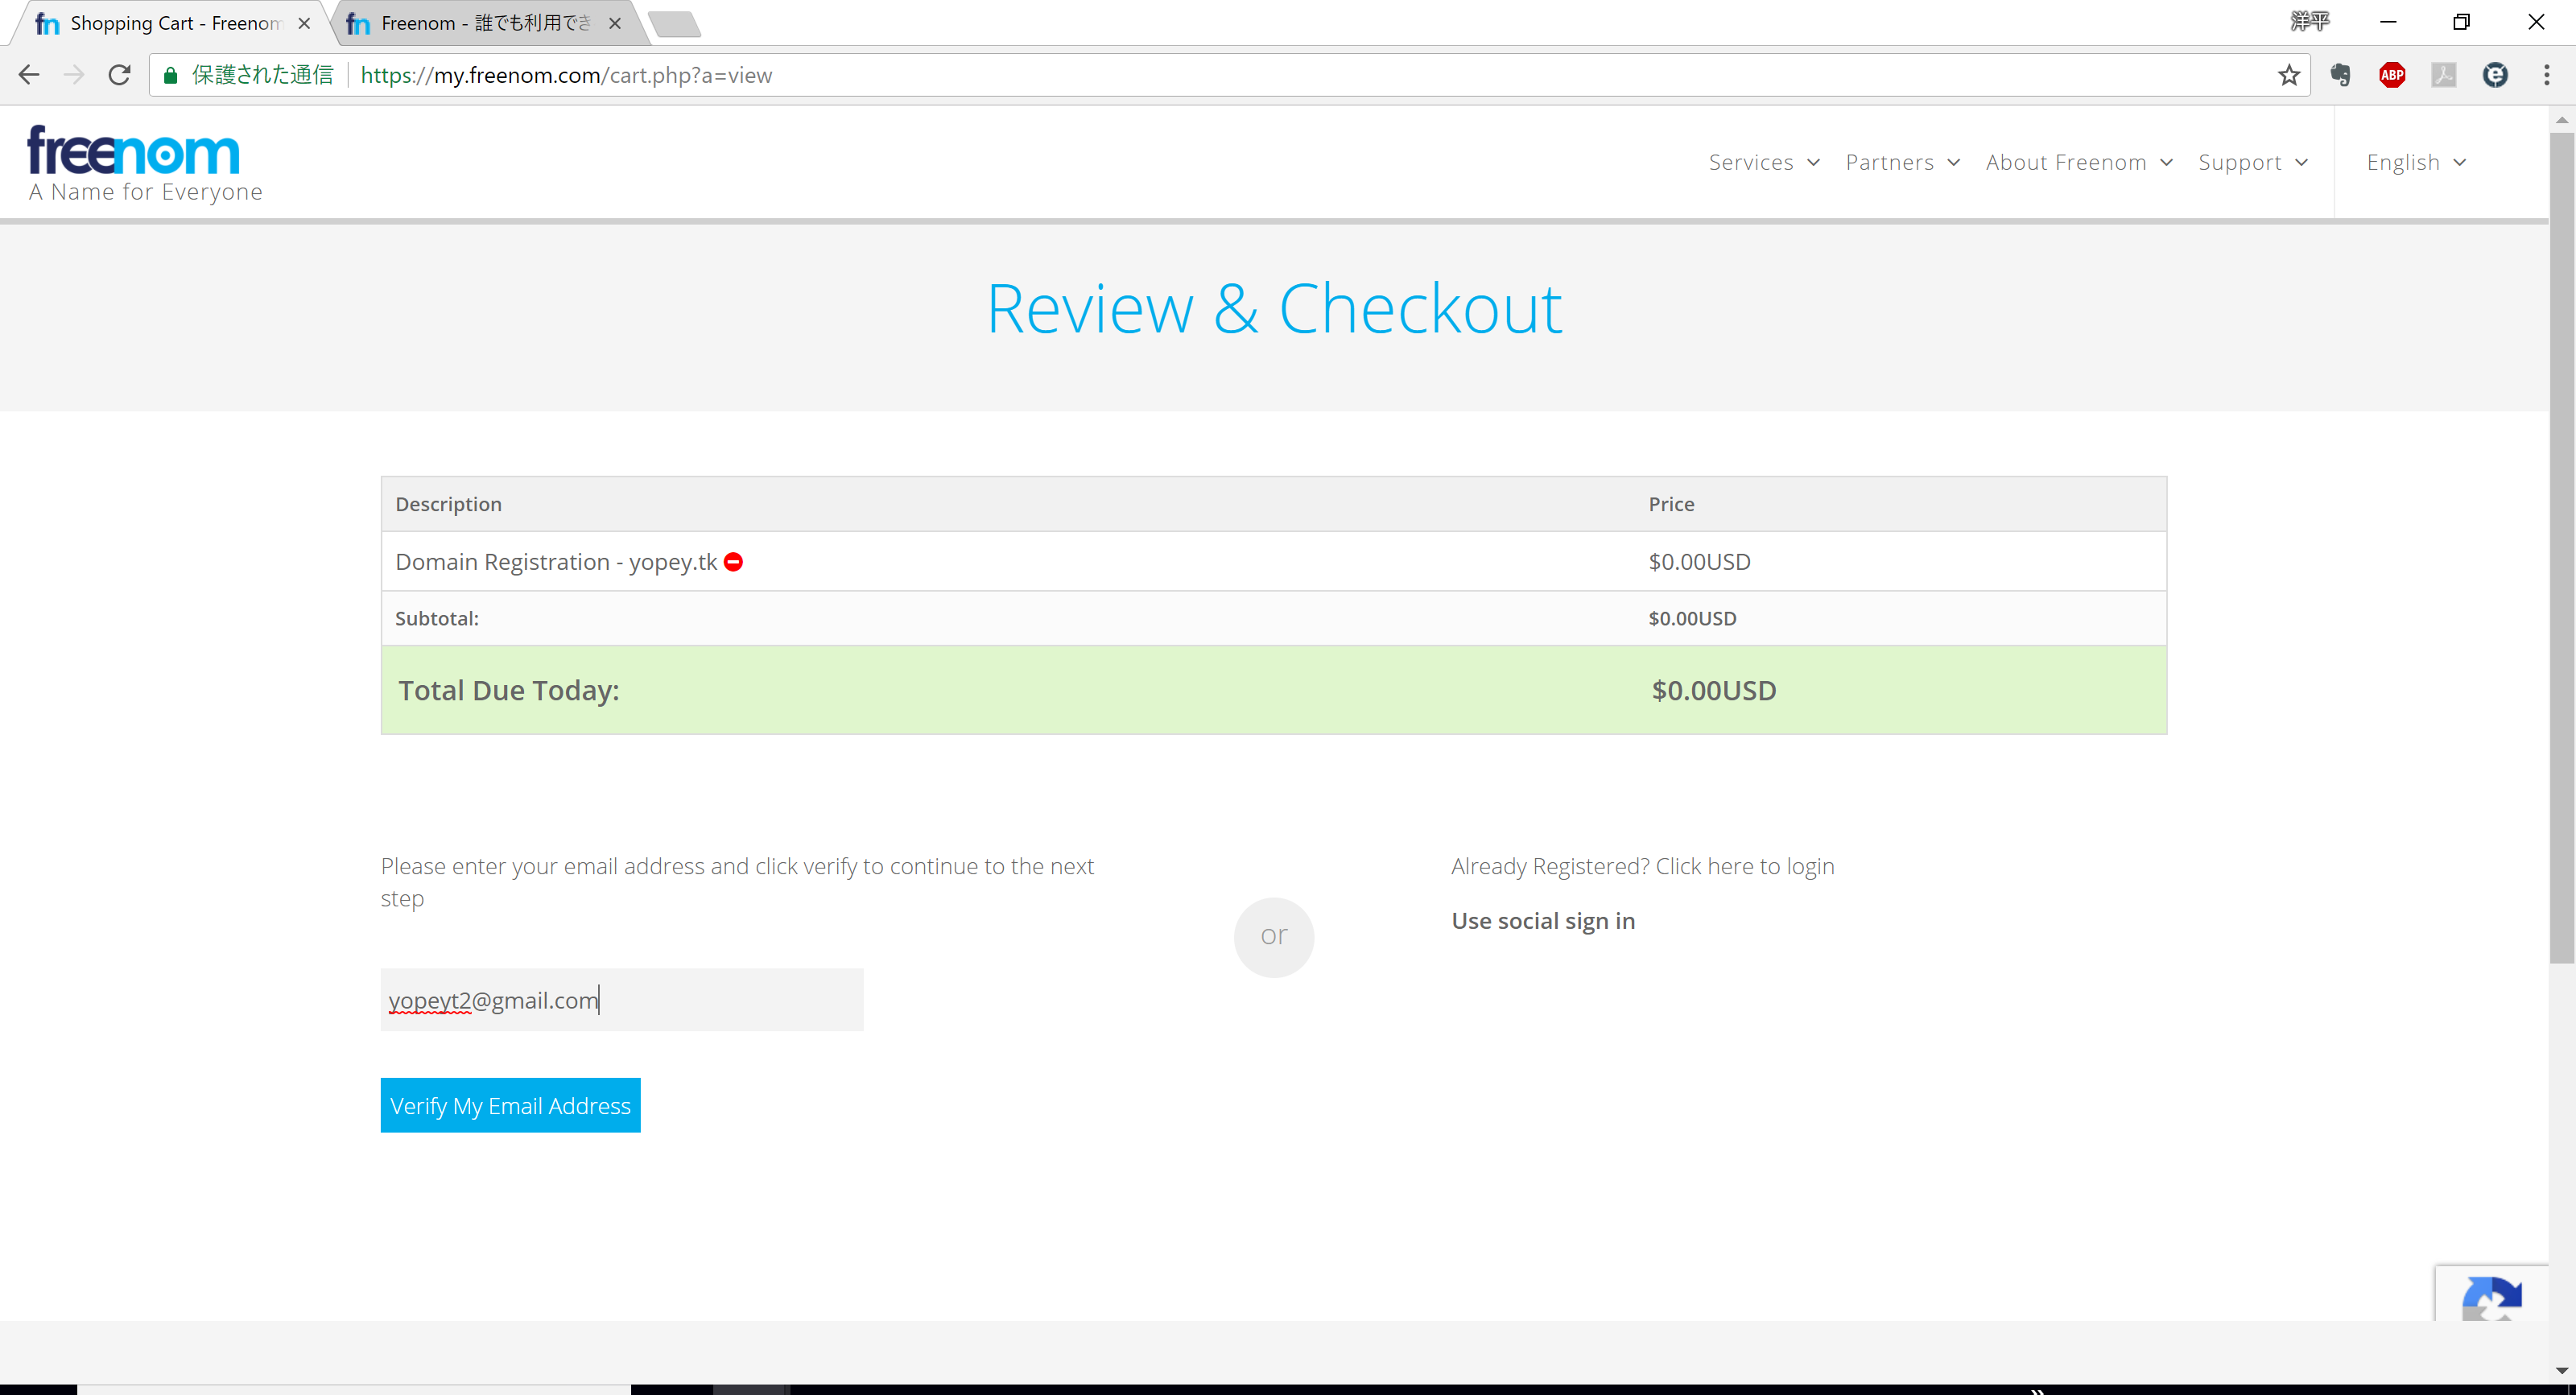 Shopping Cart - Freenom
Freenom - 誰でも利用でき
洋平
保護された通信
https://my.freenom.com/cart.php?a=view
ABP
freenom
A Name for Everyone
Services
Partners
About Freenom
Support
English
Review & Checkout
Description Price
Domain Registration - yopey.tk $0.00USD
Subtotal: $0.00USD
Total Due Today: $0.00USD
Please enter your email address and click verify to continue to the next
step
yopeyt2@gmail.com
Verify My Email Address
or
Already Registered? Click here to login
Use social sign in